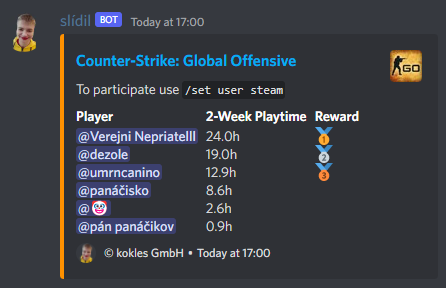 slídil BOT Today at 17:00
Counter-Strike: Global Offensive
GO
To participate use /set user steam
Player 2-Week Playtime Reward
@Verejni Nepriatelll 24.0h 1
@dezole 19.0h 2
@umrncanino 12.9h 3
@panáčisko 8.6h
@🤡 2.6h
@pán panáčikov 0.9h
© kokles GmbH • Today at 17:00